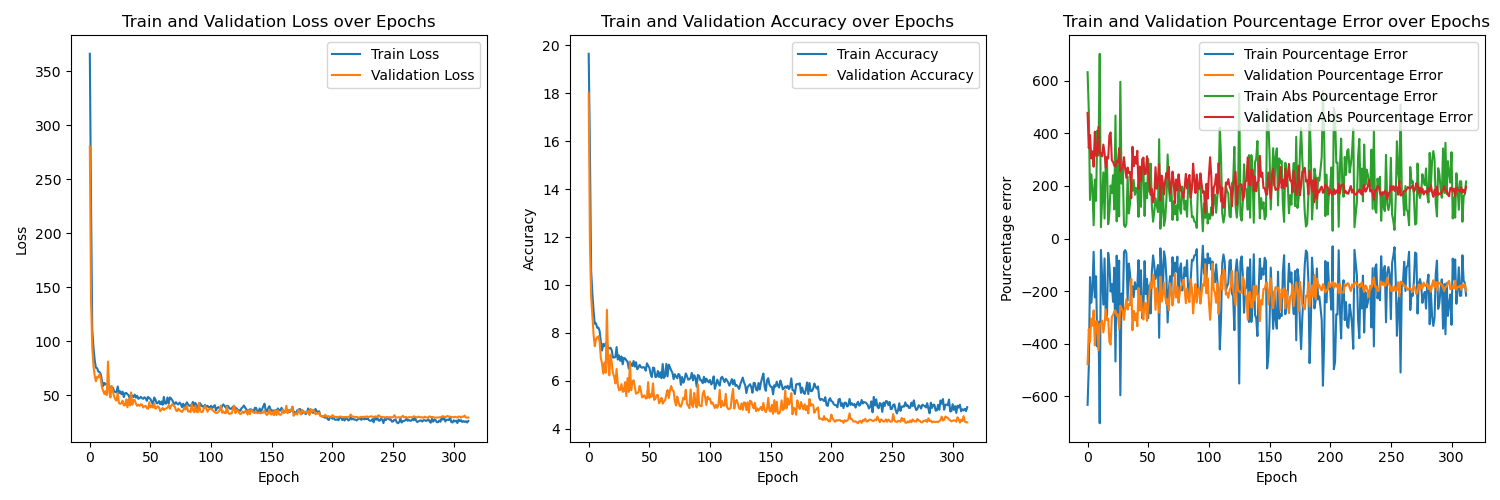 Train and Validation Loss over Epochs
Train Loss
Validation Loss
Loss
350
300
250
200
150
100
50
0
50
100
150
200
250
300
Epoch
Train and Validation Accuracy over Epochs
Train Accuracy
Validation Accuracy
Accuracy
20
18
16
14
12
10
8
6
4
0
50
100
150
200
250
300
Epoch
Train and Validation Pourcentage Error over Epochs
Train Pourcentage Error
Validation Pourcentage Error
Train Abs Pourcentage Error
Validation Abs Pourcentage Error
Pourcentage error
600
400
200
0
−200
−400
−600
0
50
100
150
200
250
300
Epoch